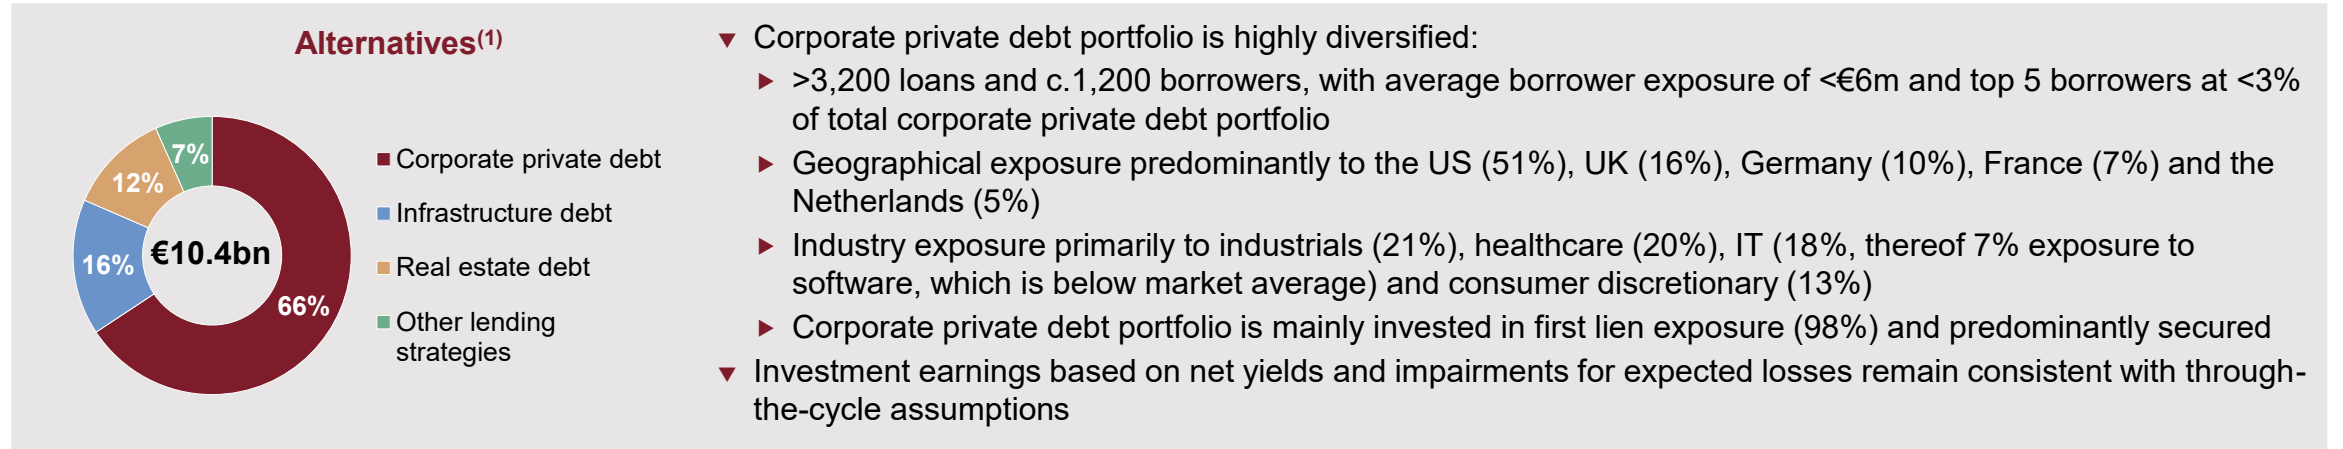 Alternatives(1)
7%
12%
16%
€10.4bn
66%
Corporate private debt
Infrastructure debt
Real estate debt
Other lending
strategies
Corporate private debt portfolio is highly diversified:
>3,200 loans and c.1,200 borrowers, with average borrower exposure of <€6m and top 5 borrowers at <3%
of total corporate private debt portfolio
Geographical exposure predominantly to the US (51%), UK (16%), Germany (10%), France (7%) and the
Netherlands (5%)
Industry exposure primarily to industrials (21%), healthcare (20%), IT (18%, thereof 7% exposure to
software, which is below market average) and consumer discretionary (13%)
Corporate private debt portfolio is mainly invested in first lien exposure (98%) and predominantly secured
Investment earnings based on net yields and impairments for expected losses remain consistent with through-
the-cycle assumptions